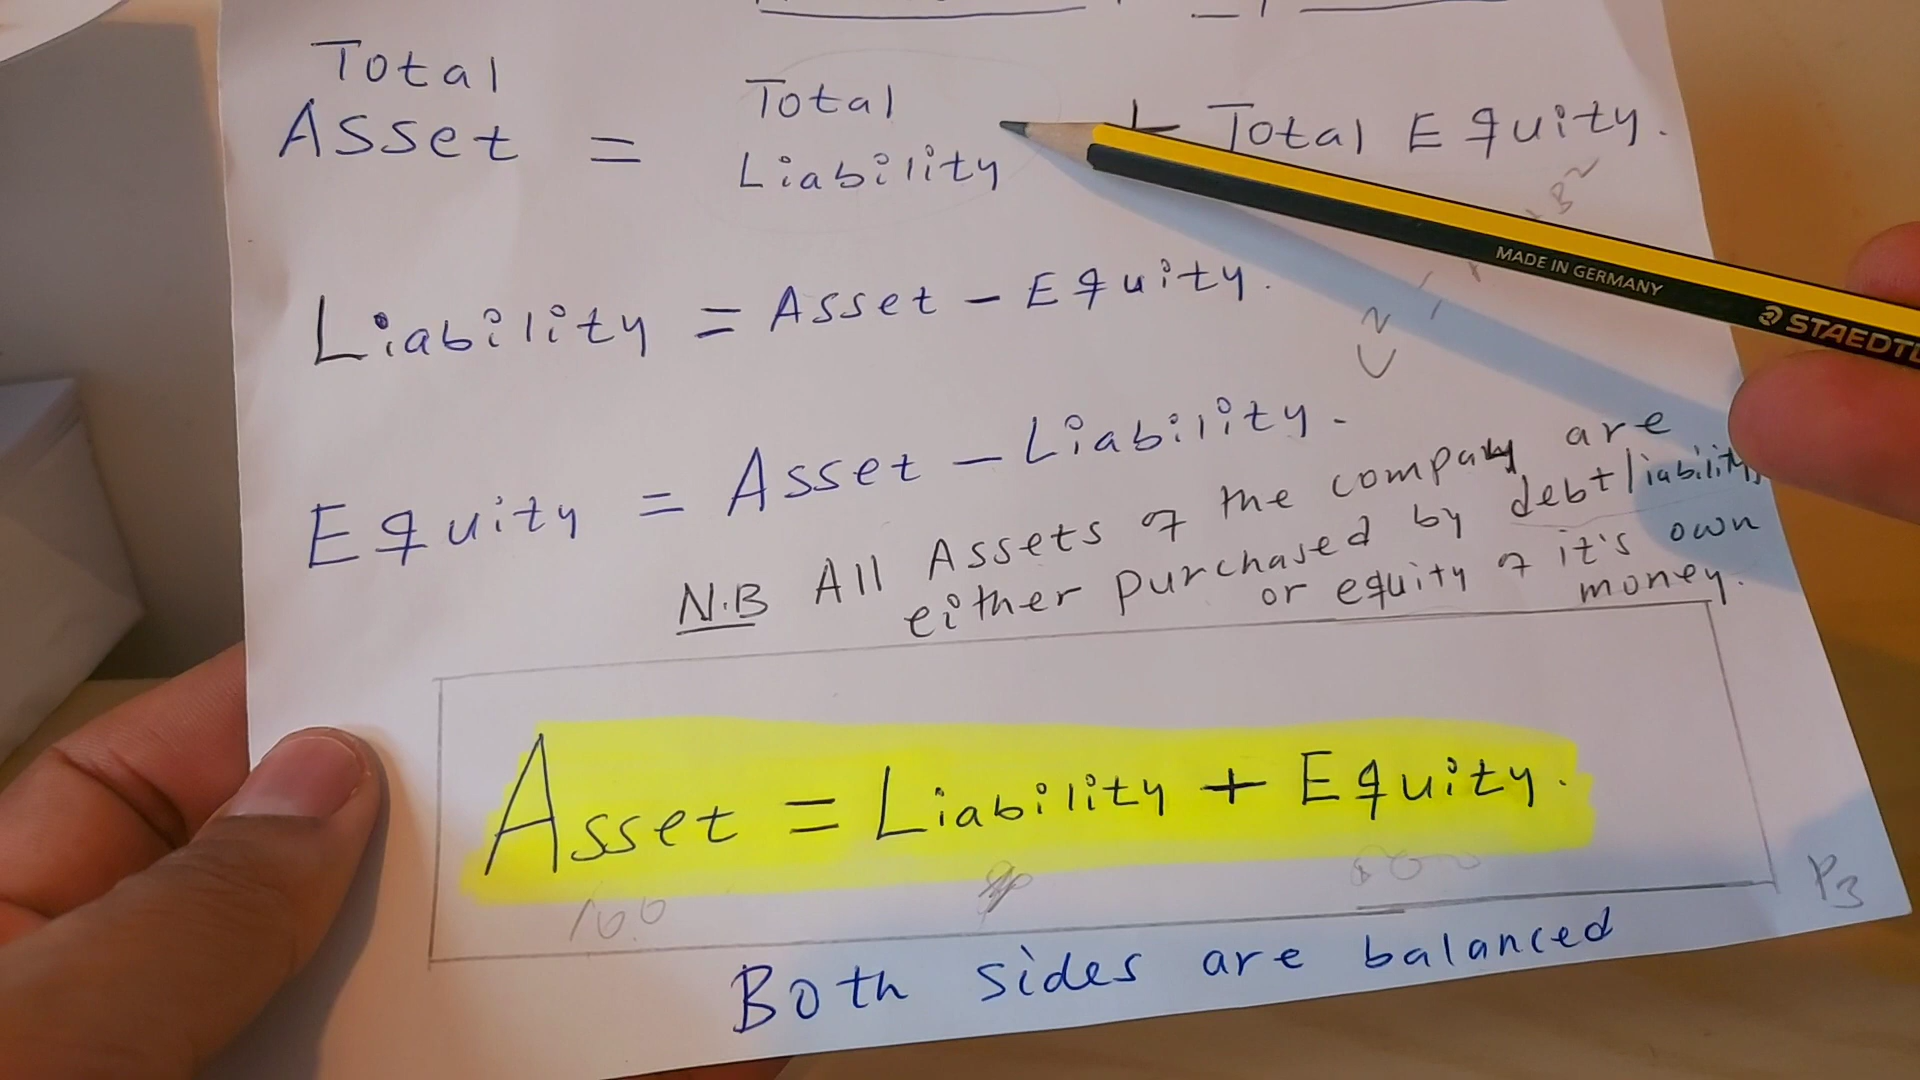 Total
Asset = Total Liability + Total Equity.
Liability = Asset - Equity.
Equity = Asset - Liability.
N.B All Assets of the company are
either purchased by debt/liability
or equity of it's own
money.
Asset = Liability + Equity.
100
Both sides are balanced
P3
MADE IN GERMANY
STAEDTL